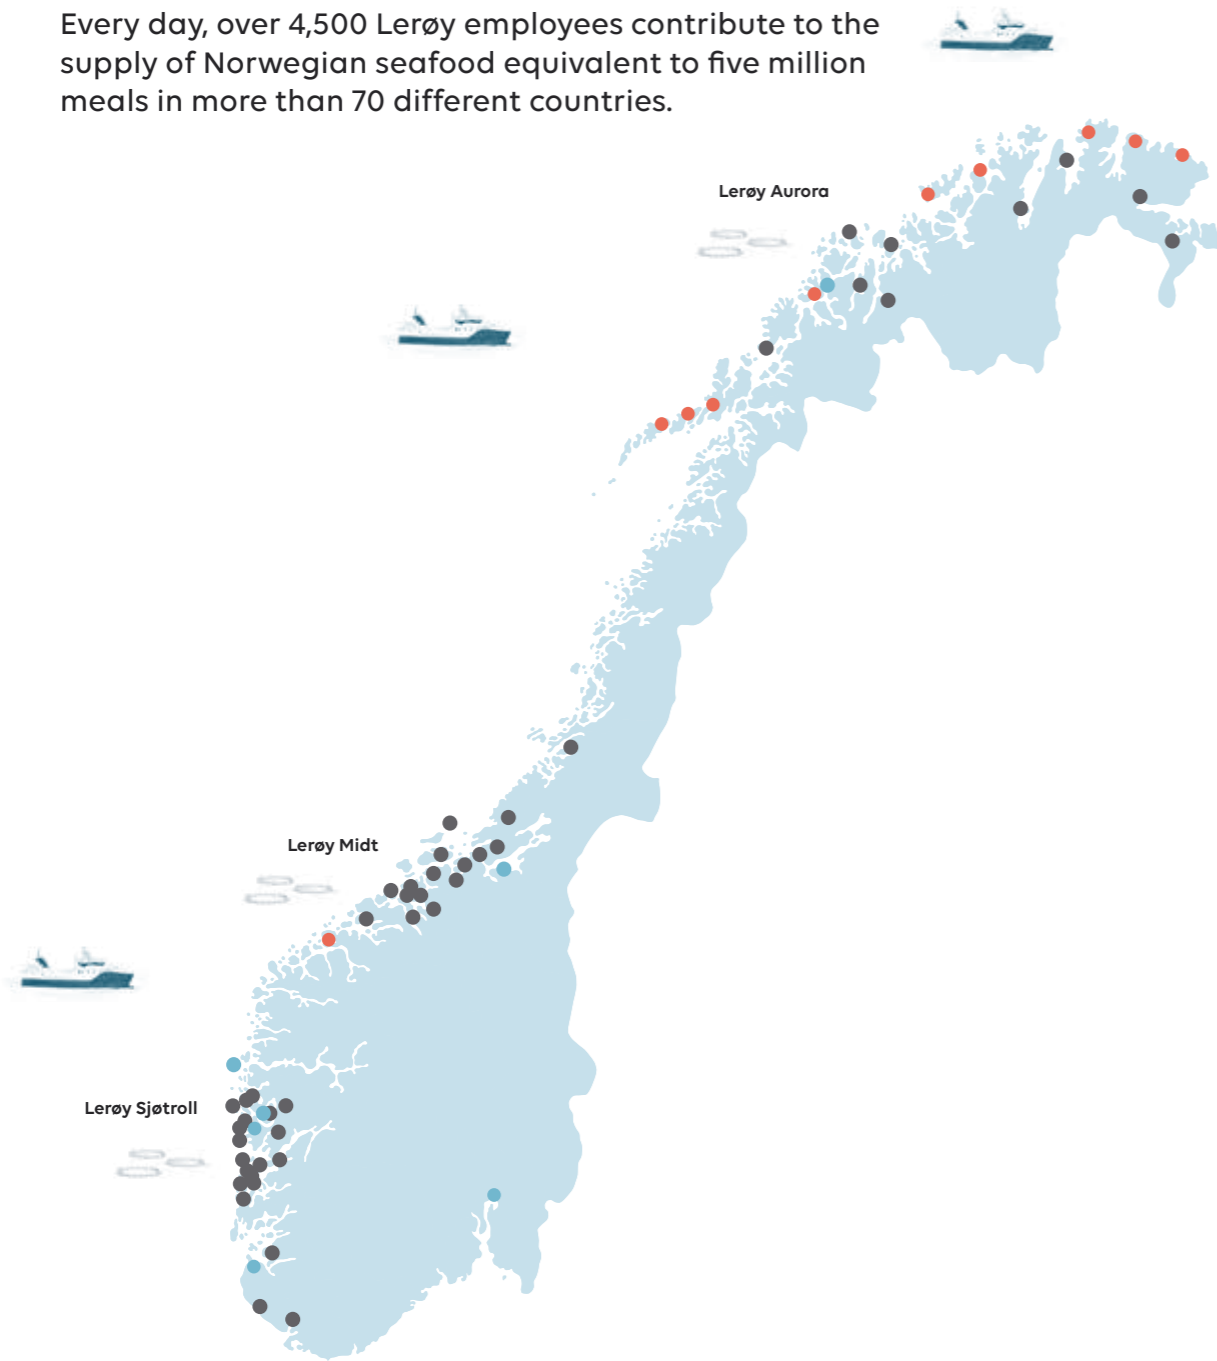 Every day, over 4,500 Lerøy employees contribute to the
supply of Norwegian seafood equivalent to five million
meals in more than 70 different countries.
Lerøy Aurora
Lerøy Midt
Lerøy Sjøtroll